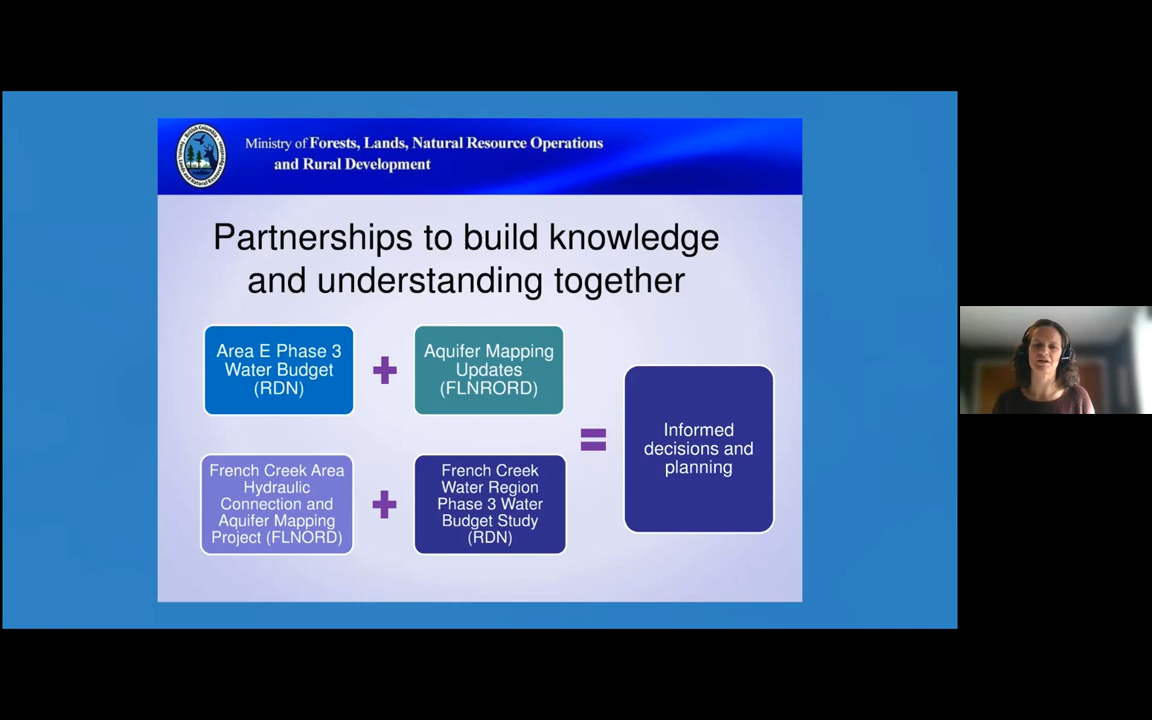 Ministry of Forests, Lands, Natural Resource Operations
and Rural Development
Partnerships to build knowledge
and understanding together
Area E Phase 3
Water Budget
(RDN)
+
Aquifer Mapping
Updates
(FLNRORD)
French Creek Area
Hydraulic
Connection and
Aquifer Mapping
Project (FLNORD)
+
French Creek
Water Region
Phase 3 Water
Budget Study
(RDN)
=
Informed
decisions and
planning